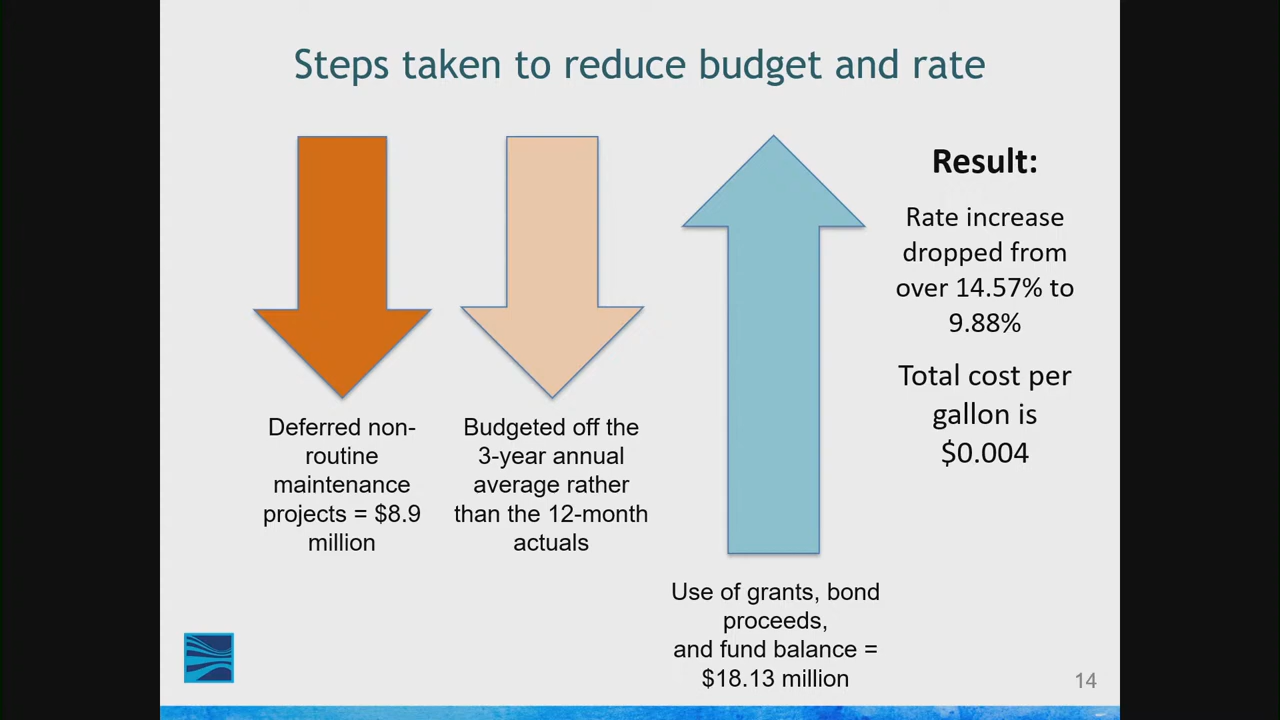 Steps taken to reduce budget and rate
Deferred non-
routine
maintenance
projects = $8.9
million
Budgeted off the
3-year annual
average rather
than the 12-month
actuals
Use of grants, bond
proceeds,
and fund balance =
$18.13 million
Result:
Rate increase
dropped from
over 14.57% to
9.88%
Total cost per
gallon is
$0.004
14